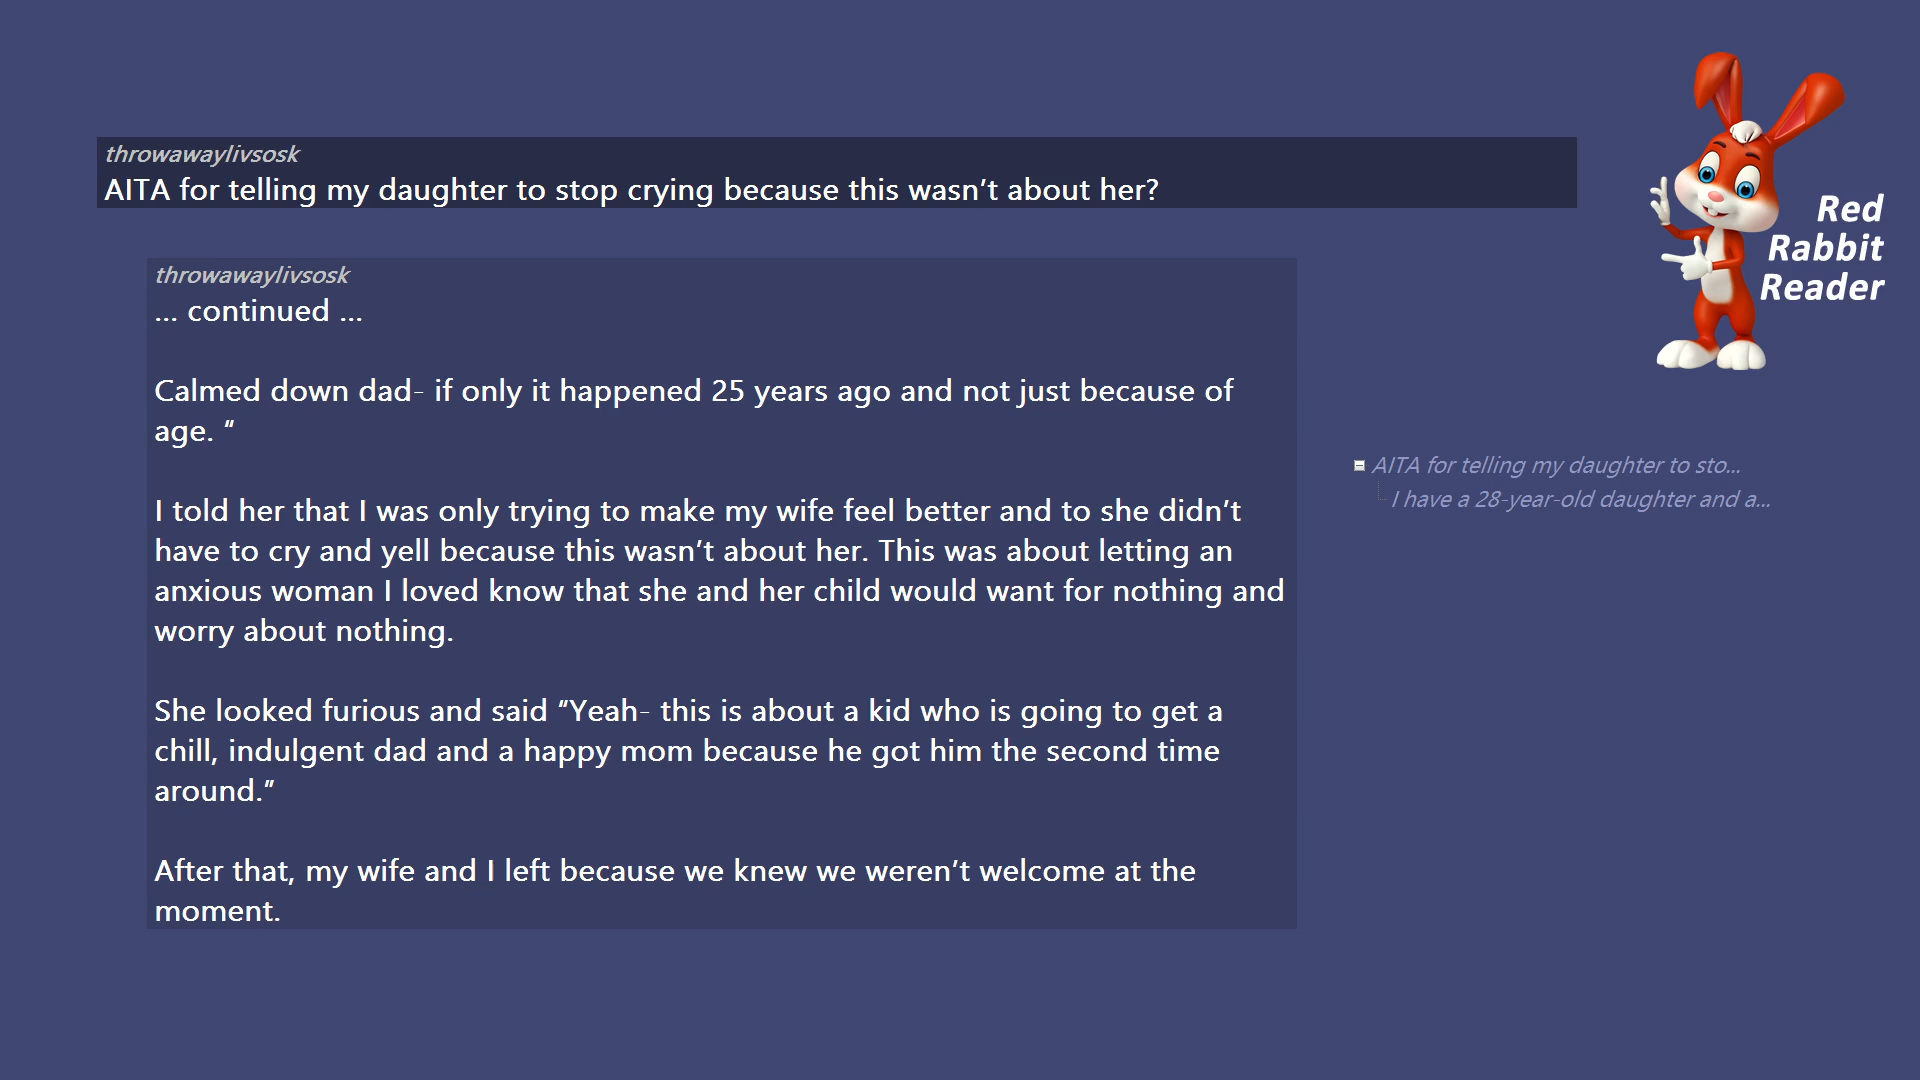 throwawaylivsosk
AITA for telling my daughter to stop crying because this wasn’t about her?
throwawaylivsosk
... continued ...
Calmed down dad- if only it happened 25 years ago and not just because of
age. “
I told her that I was only trying to make my wife feel better and to she didn’t
have to cry and yell because this wasn’t about her. This was about letting an
anxious woman I loved know that she and her child would want for nothing and
worry about nothing.
She looked furious and said “Yeah- this is about a kid who is going to get a
chill, indulgent dad and a happy mom because he got him the second time
around.”
After that, my wife and I left because we knew we weren’t welcome at the
moment.
Red
Rabbit
Reader
AITA for telling my daughter to sto...
I have a 28-year-old daughter and a...